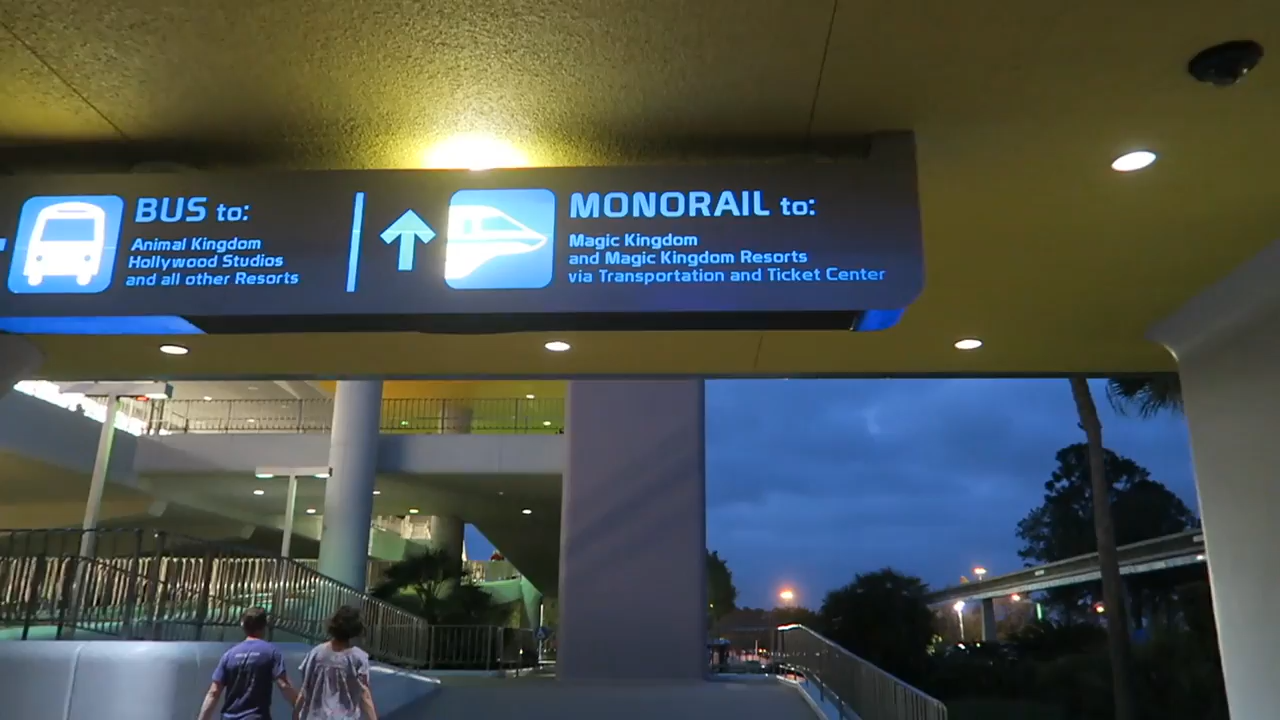 BUS to:
Animal Kingdom
Hollywood Studios
and all other Resorts
MONORAIL to:
Magic Kingdom
and Magic Kingdom Resorts
via Transportation and Ticket Center